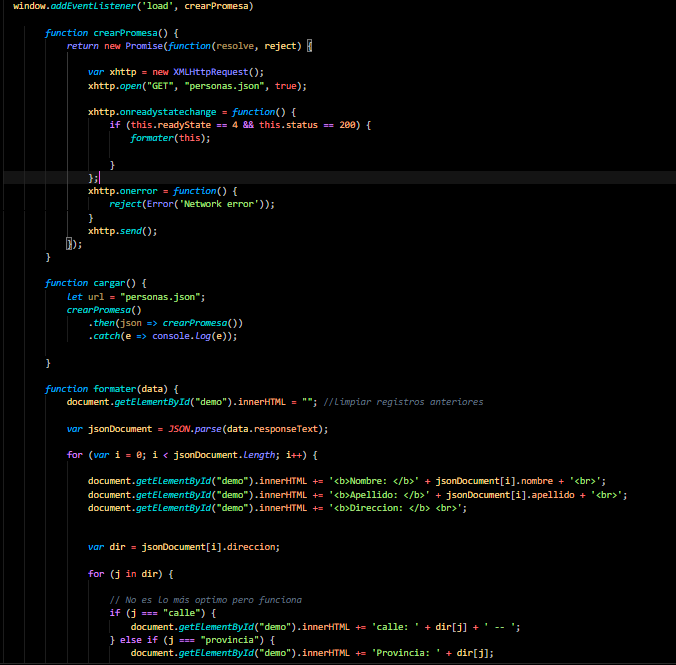 window.addEventListener('load', crearPromesa)
function crearPromesa() {
return new Promise(function(resolve, reject) {
var xhttp = new XMLHttpRequest();
xhttp.open("GET", "personas.json", true);
xhttp.onreadystatechange = function() {
if (this.readyState == 4 && this.status == 200) {
formater(this);
}
};
xhttp.onerror = function() {
reject(Error('Network error'));
}
xhttp.send();
});
}
function cargar() {
let url = "personas.json";
crearPromesa()
.then(json => crearPromesa())
.catch(e => console.log(e));
}
function formater(data) {
document.getElementById("demo").innerHTML = ""; //limpiar registros anteriores
var jsonDocument = JSON.parse(data.responseText);
for (var i = 0; i < jsonDocument.length; i++) {
document.getElementById("demo").innerHTML += '<b>Nombre: </b>' + jsonDocument[i].nombre + '<br>';
document.getElementById("demo").innerHTML += '<b>Apellido: </b>' + jsonDocument[i].apellido + '<br>';
document.getElementById("demo").innerHTML += '<b>Direccion: </b> <br>';
var dir = jsonDocument[i].direccion;
for (j in dir) {
// No es lo más optimo pero funciona
if (j === "calle") {
document.getElementById("demo").innerHTML += 'calle: ' + dir[j] + ' -- ';
} else if (j === "provincia") {
document.getElementById("demo").innerHTML += 'Provincia: ' + dir[j];